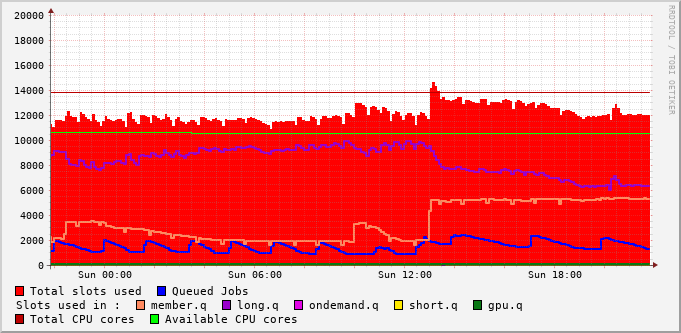 20000
18000
16000
14000
12000
10000
8000
6000
4000
2000
0
Sun 00:00 Sun 06:00 Sun 12:00 Sun 18:00
RRDTOOL / TOBI OETIKER
Total slots used Queued Jobs
Slots used in : member.q long.q ondemand.q short.q gpu.q
Total CPU cores Available CPU cores